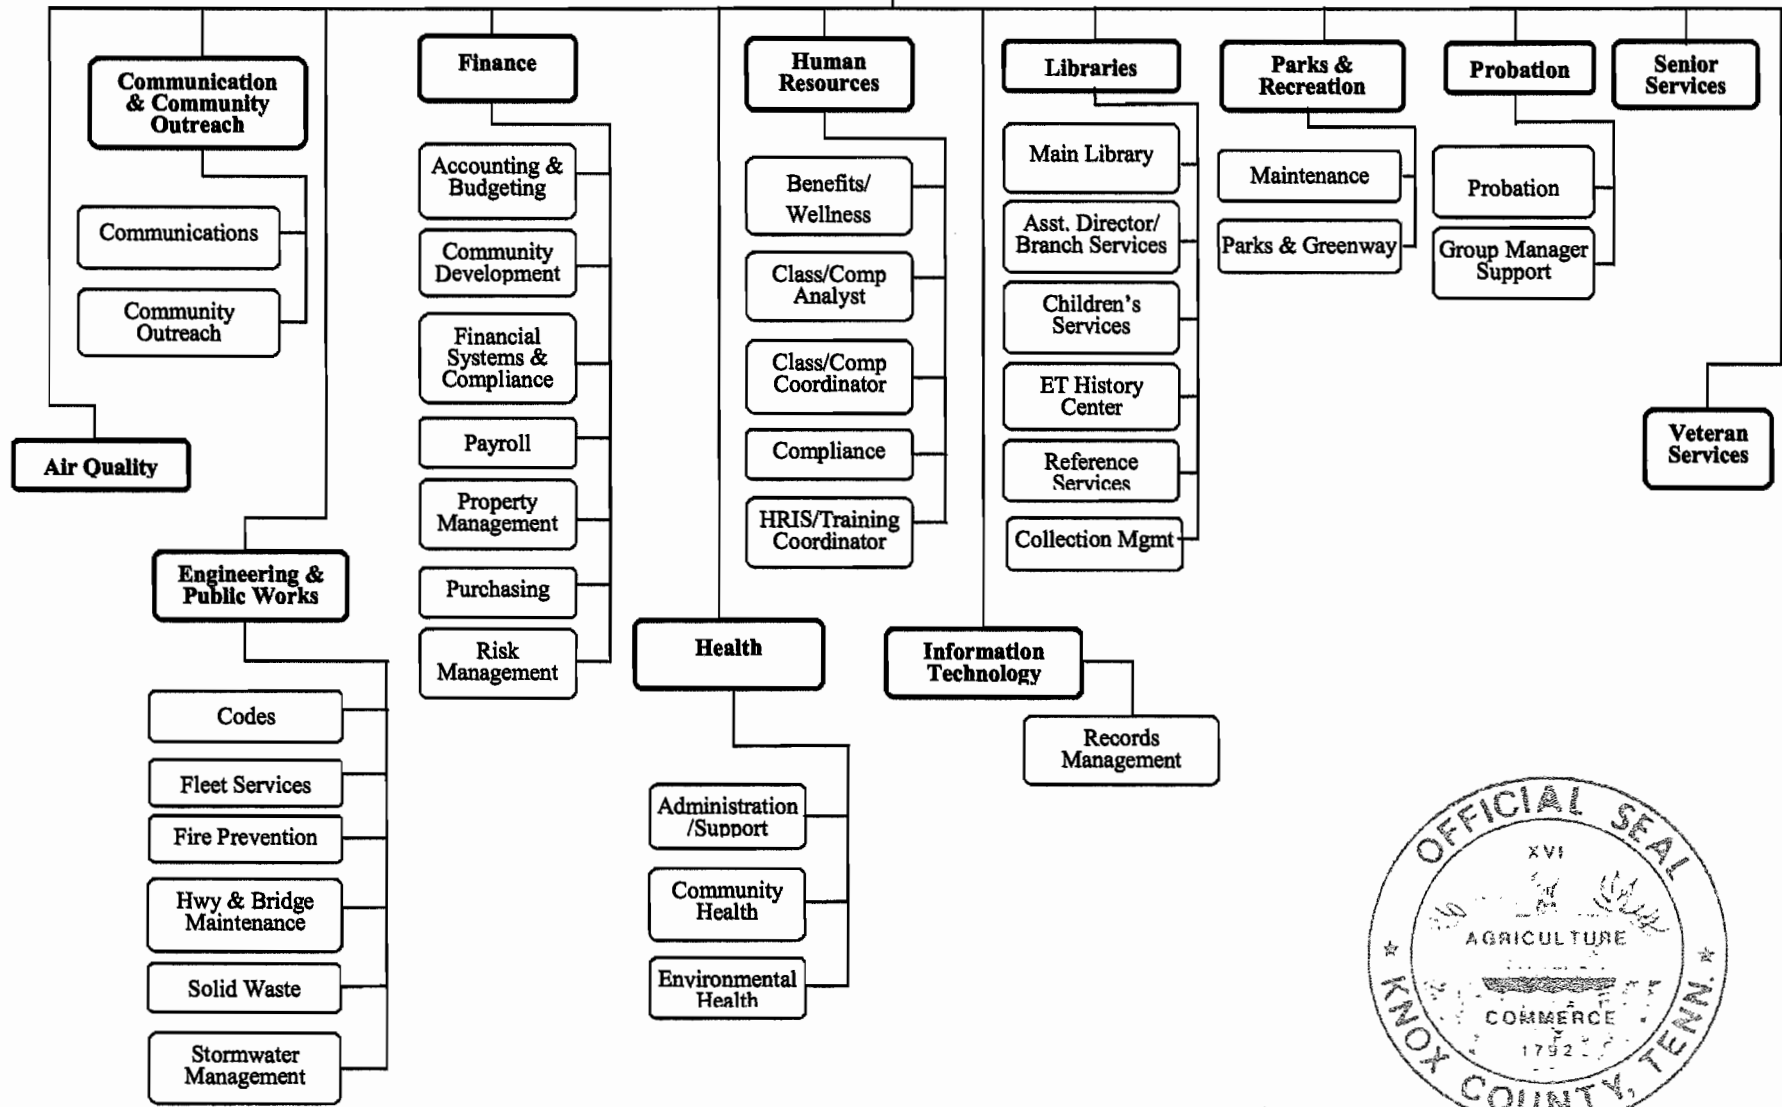 Communication
& Community
Outreach
Communications
Community
Outreach
Air Quality
Engineering &
Public Works
Codes
Fleet Services
Fire Prevention
Hwy & Bridge
Maintenance
Solid Waste
Stormwater
Management
Finance
Accounting &
Budgeting
Community
Development
Financial
Systems &
Compliance
Payroll
Property
Management
Purchasing
Risk
Management
Human
Resources
Benefits/
Wellness
Class/Comp
Analyst
Class/Comp
Coordinator
Compliance
HRIS/Training
Coordinator
Health
Administration
/Support
Community
Health
Environmental
Health
Libraries
Main Library
Asst. Director/
Branch Services
Children's
Services
ET History
Center
Reference
Services
Collection Mgmt
Information
Technology
Records
Management
Parks &
Recreation
Maintenance
Parks & Greenway
Probation
Probation
Group Manager
Support
Senior
Services
Veteran
Services
OFFICIAL SEAL
XVI
AGRICULTURE
COMMERCE
1792
KNOX COUNTY, TENN.